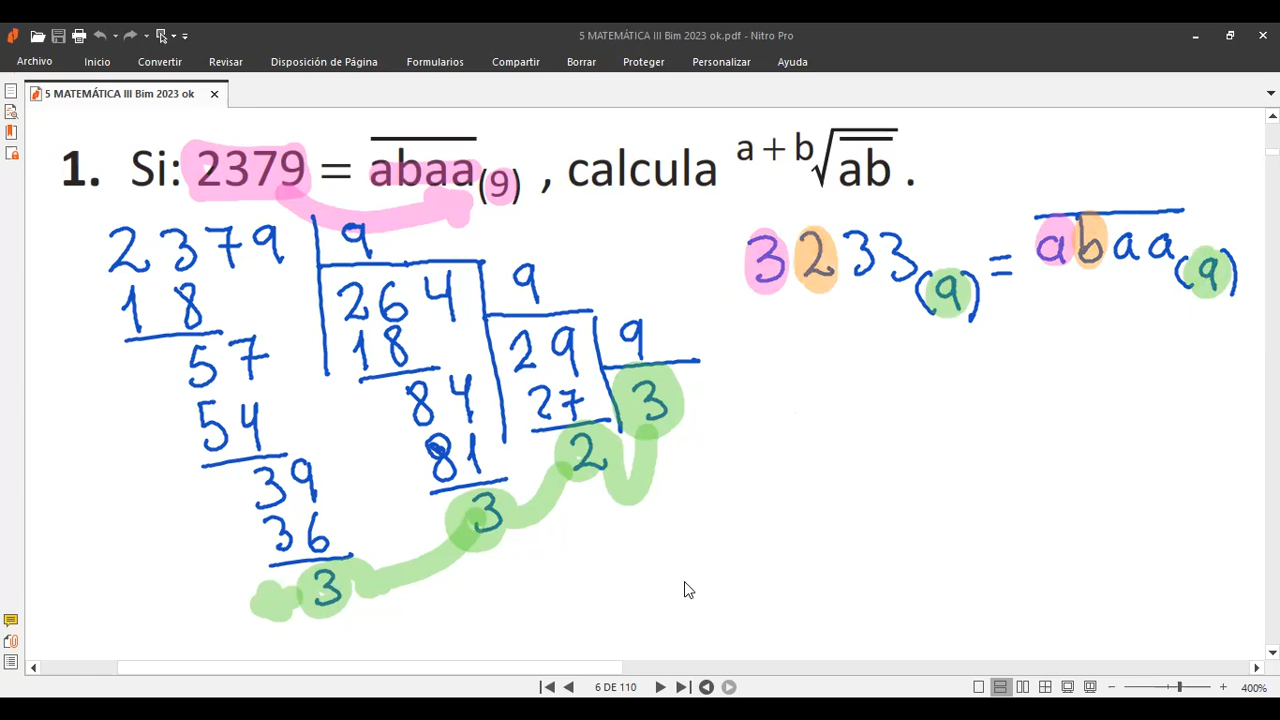 5 MATEMÁTICA III Bim 2023 ok.pdf - Nitro Pro
Archivo Inicio Convertir Revisar Disposición de Página Formularios Compartir Borrar Proteger Personalizar Ayuda
5 MATEMÁTICA III Bim 2023 ok
1. Si: 2379 = abaa(9) , calcula a+b√ab .
2379 9
18 264 9
57 18 29 9
54 84 27 3
39 81 2
36 3
3
3233(9) = abaa(9)
6 DE 110
400%